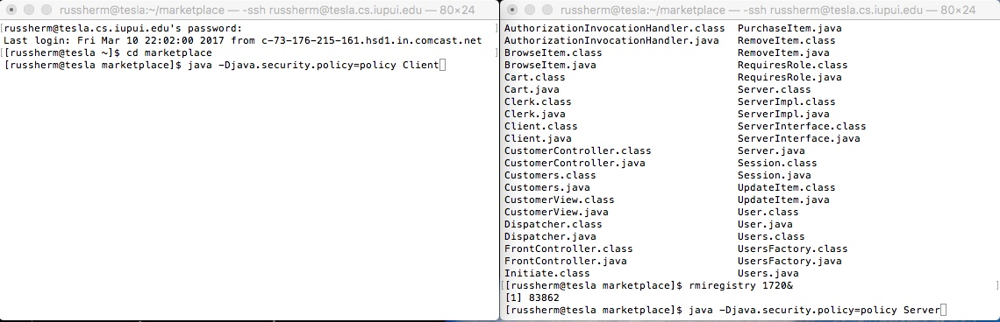 russherm@tesla:~/marketplace — -ssh russherm@tesla.cs.iupui.edu — 80×24
[russherm@tesla.cs.iupui.edu's password: ]
Last login: Fri Mar 10 22:02:00 2017 from c-73-176-215-161.hsd1.in.comcast.net
[[russherm@tesla ~]$ cd marketplace ]
[russherm@tesla marketplace]$ java -Djava.security.policy=policy Client
russherm@tesla:~/marketplace — -ssh russherm@tesla.cs.iupui.edu — 80×24
AuthorizationInvocationHandler.class PurchaseItem.java
AuthorizationInvocationHandler.java RemoveItem.class
BrowseItem.class RemoveItem.java
BrowseItem.java RequiresRole.class
Cart.class RequiresRole.java
Cart.java Server.class
Clerk.class ServerImpl.class
Clerk.java ServerImpl.java
Client.class ServerInterface.class
Client.java ServerInterface.java
CustomerController.class Server.java
CustomerController.java Session.class
Customers.class Session.java
Customers.java UpdateItem.class
CustomerView.class UpdateItem.java
CustomerView.java User.class
Dispatcher.class User.java
Dispatcher.java Users.class
FrontController.class UsersFactory.class
FrontController.java UsersFactory.java
Initiate.class Users.java
[[russherm@tesla marketplace]$ rmiregistry 1720& ]
[1] 83862
[russherm@tesla marketplace]$ java -Djava.security.policy=policy Server